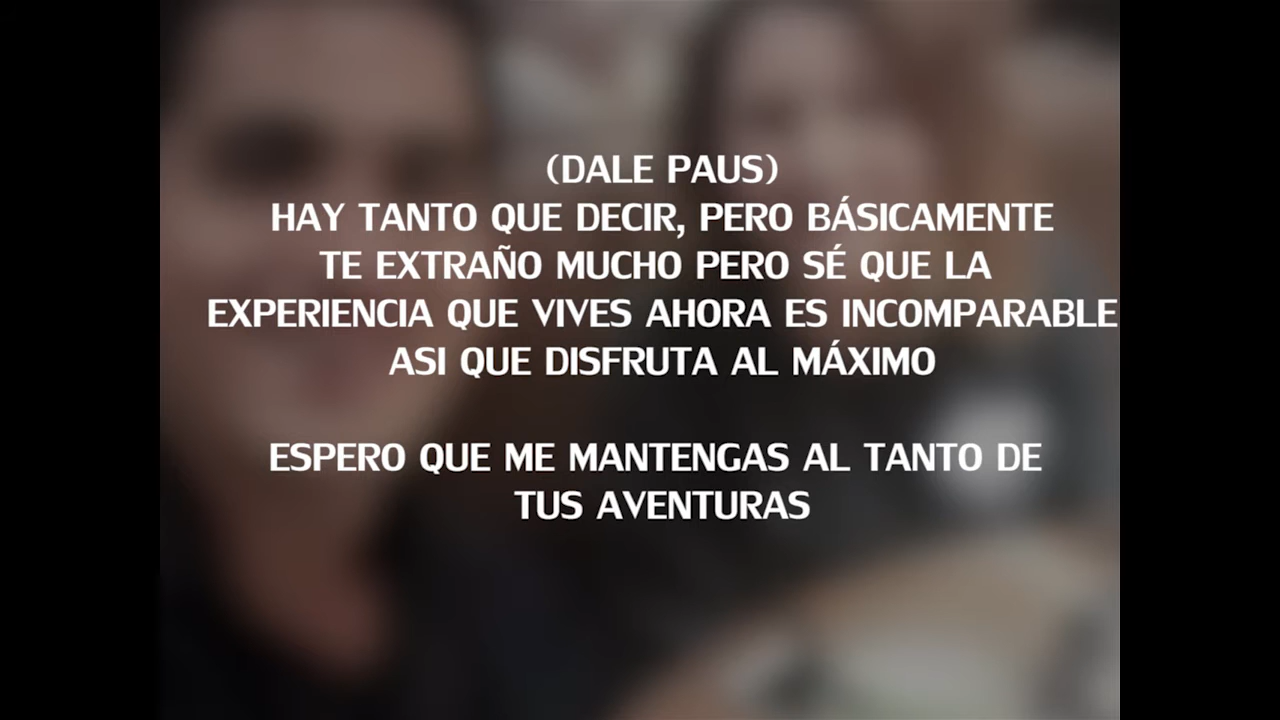 (DALE PAUS)
HAY TANTO QUE DECIR, PERO BÁSICAMENTE
TE EXTRAÑO MUCHO PERO SÉ QUE LA
EXPERIENCIA QUE VIVES AHORA ES INCOMPARABLE
ASI QUE DISFRUTA AL MÁXIMO
ESPERO QUE ME MANTENGAS AL TANTO DE
TUS AVENTURAS